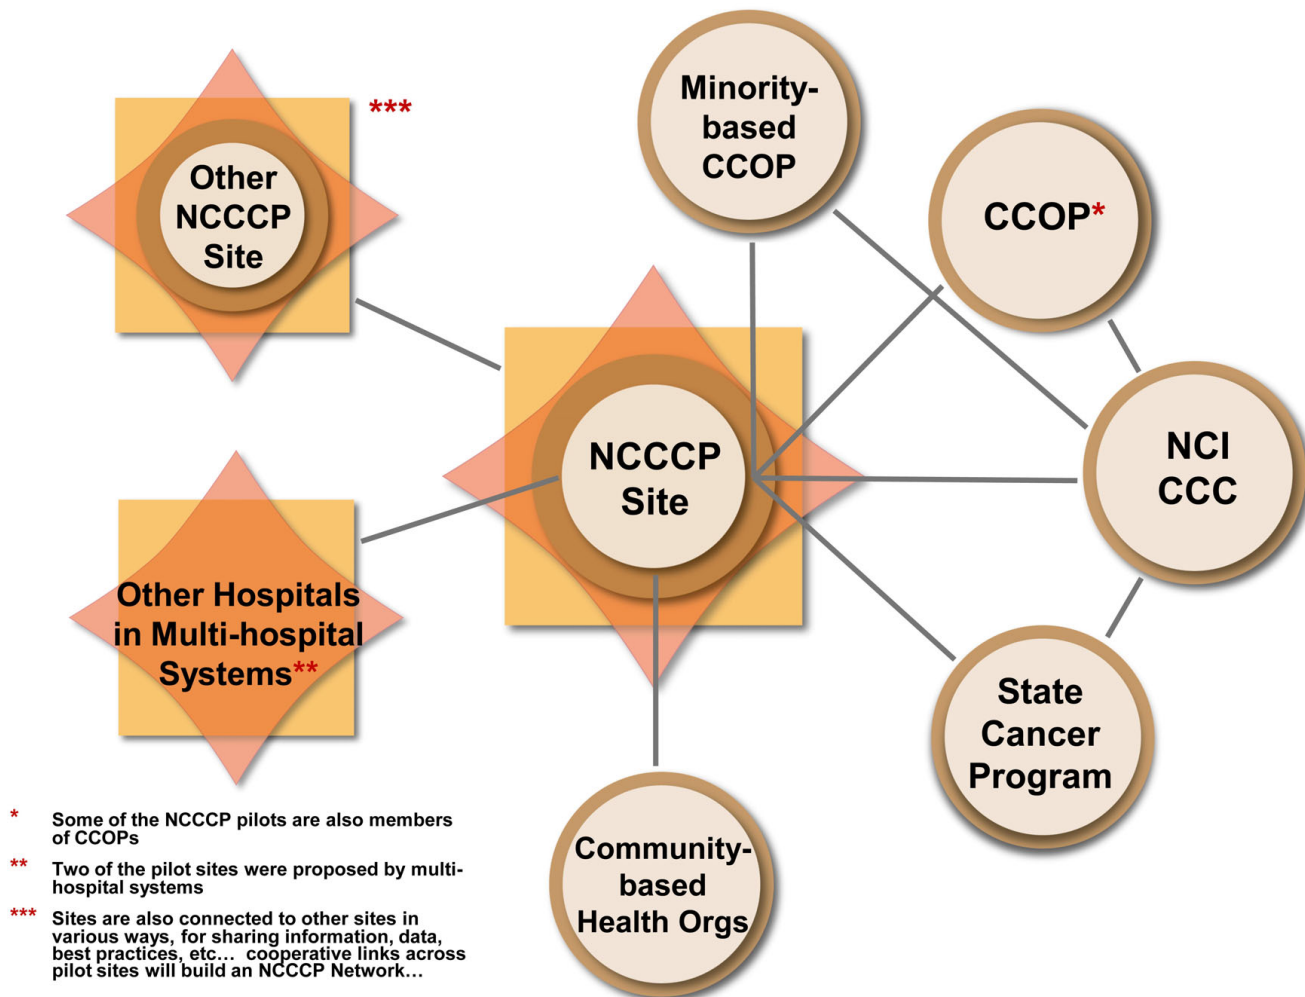 Other
NCCCP
Site
***
Minority-
based
CCOP
CCOP*
NCCCP
Site
NCI
CCC
Other Hospitals
in Multi-hospital
Systems**
State
Cancer
Program
Community-
based
Health Orgs
* Some of the NCCCP pilots are also members
of CCOPs
** Two of the pilot sites were proposed by multi-
hospital systems
*** Sites are also connected to other sites in
various ways, for sharing information, data,
best practices, etc... cooperative links across
pilot sites will build an NCCCP Network...